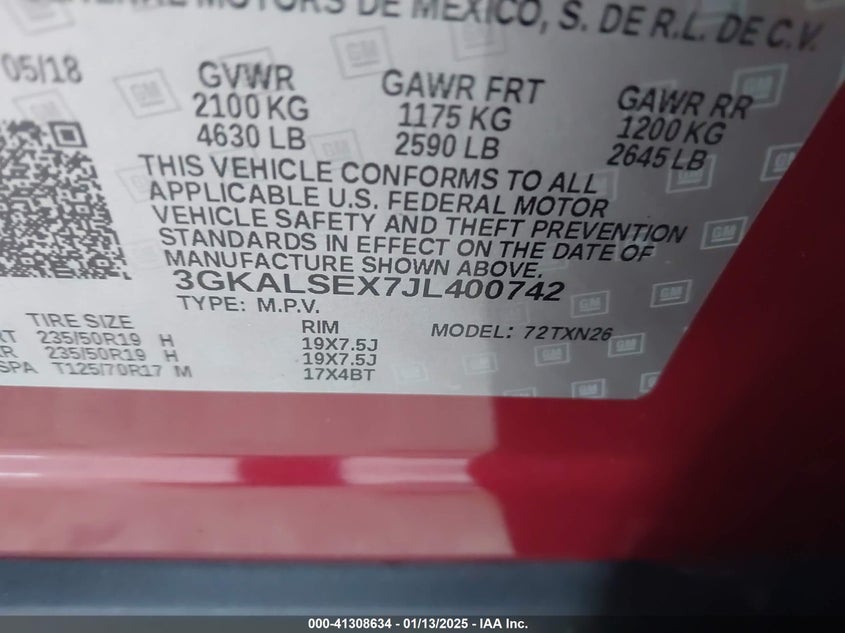 GENERAL MOTORS DE MEXICO, S. DE R.L. DE C.V.
05/18 GVWR GAWR FRT GAWR RR
2100 KG 1175 KG 1200 KG
4630 LB 2590 LB 2645 LB
THIS VEHICLE CONFORMS TO ALL
APPLICABLE U.S. FEDERAL MOTOR
VEHICLE SAFETY AND THEFT PREVENTION
STANDARDS IN EFFECT ON THE DATE OF
MANUFACTURE SHOWN ABOVE.
3GKALSEX7JL400742
TYPE: M.P.V.
TIRE SIZE RIM MODEL: 72TXN26
RT 235/50R19 H 19X7.5J
RR 235/50R19 H 19X7.5J
SPA T125/70R17 M 17X4BT
000-41308634 - 01/13/2025 - IAA Inc.